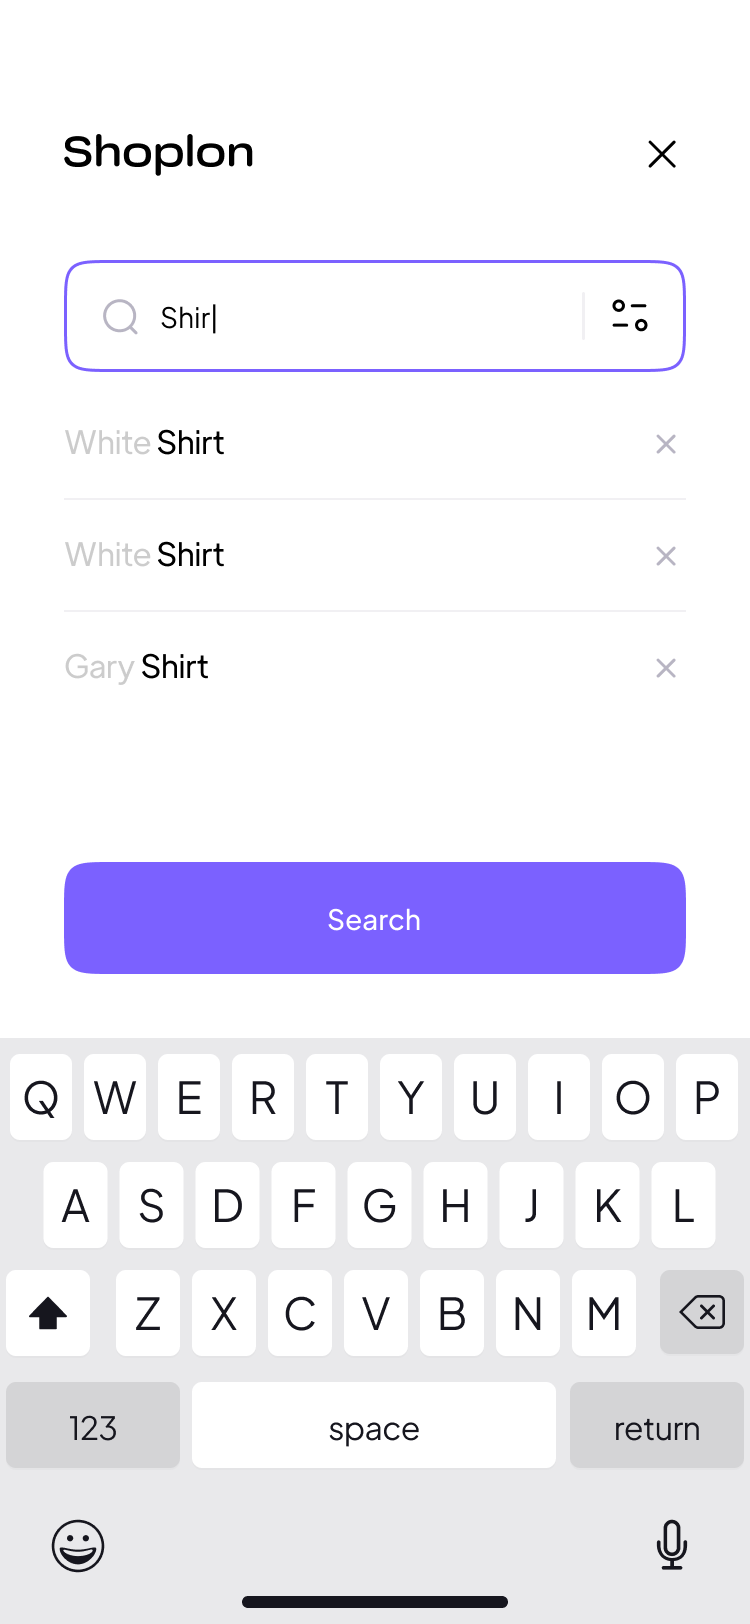 Shoplon
Shir
White Shirt
White Shirt
Gary Shirt
Search
Q W E R T Y U I O P
A S D F G H J K L
Z X C V B N M
123 space return